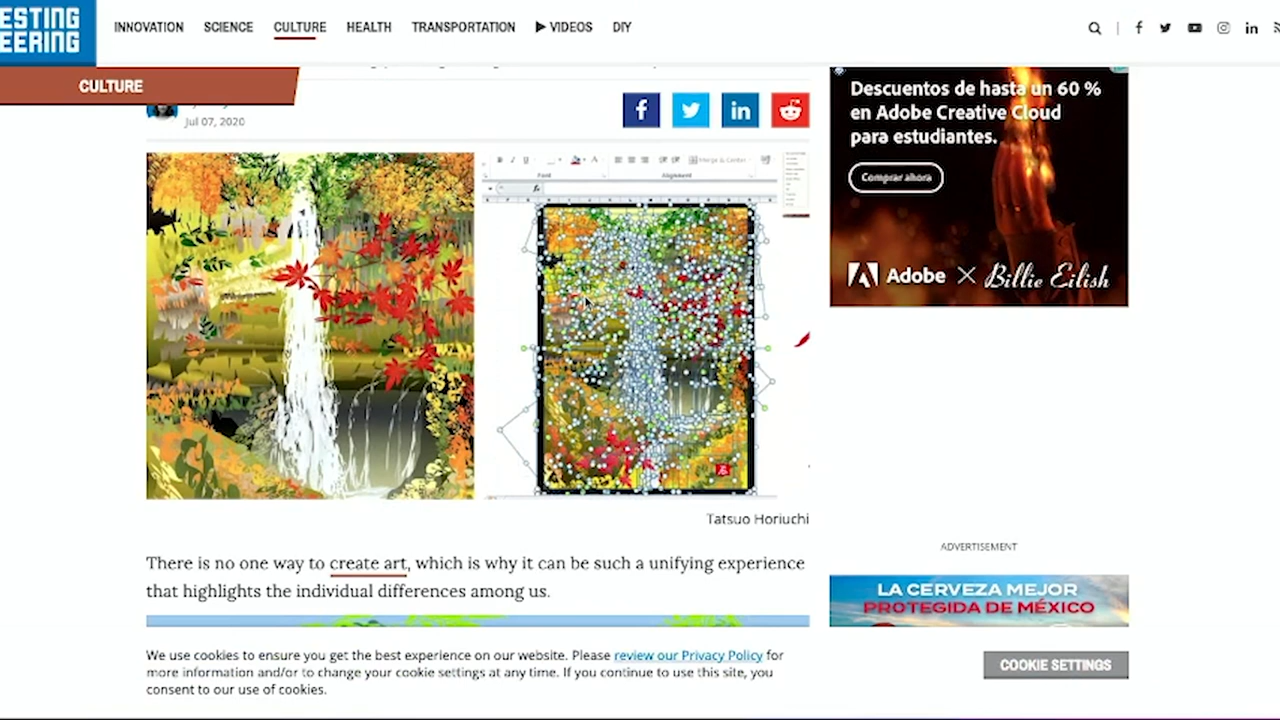 ESTING
EERING
INNOVATION SCIENCE CULTURE HEALTH TRANSPORTATION VIDEOS DIY
CULTURE
Jul 07, 2020
Font
Alignment
Merge & Center
Descuentos de hasta un 60 %
en Adobe Creative Cloud
para estudiantes.
Comprar ahora
Adobe × Billie Eilish
Tatsuo Horiuchi
There is no one way to create art, which is why it can be such a unifying experience
that highlights the individual differences among us.
ADVERTISEMENT
LA CERVEZA MEJOR
PROTEGIDA DE MÉXICO
We use cookies to ensure you get the best experience on our website. Please review our Privacy Policy for
more information and/or to change your cookie settings at any time. If you continue to use this site, you
consent to our use of cookies.
COOKIE SETTINGS